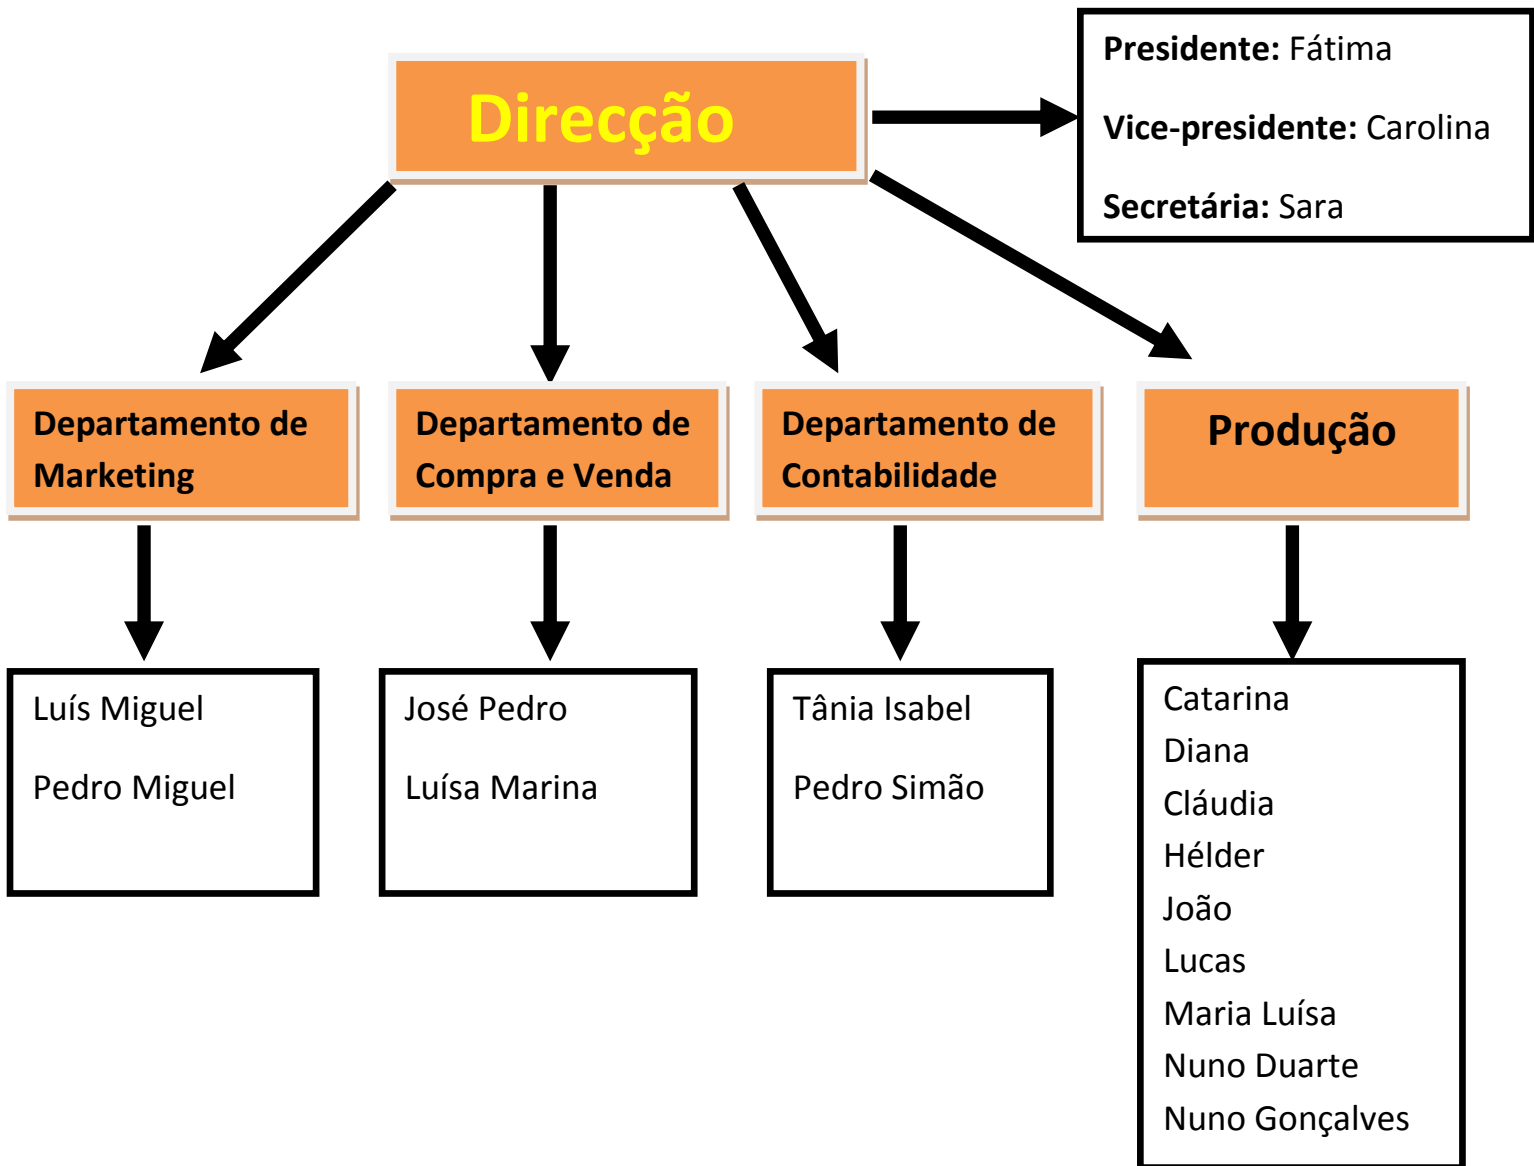 Direcção
Presidente: Fátima
Vice-presidente: Carolina
Secretária: Sara
Departamento de
Marketing
Departamento de
Compra e Venda
Departamento de
Contabilidade
Produção
Luís Miguel
Pedro Miguel
José Pedro
Luísa Marina
Tânia Isabel
Pedro Simão
Catarina
Diana
Cláudia
Hélder
João
Lucas
Maria Luísa
Nuno Duarte
Nuno Gonçalves